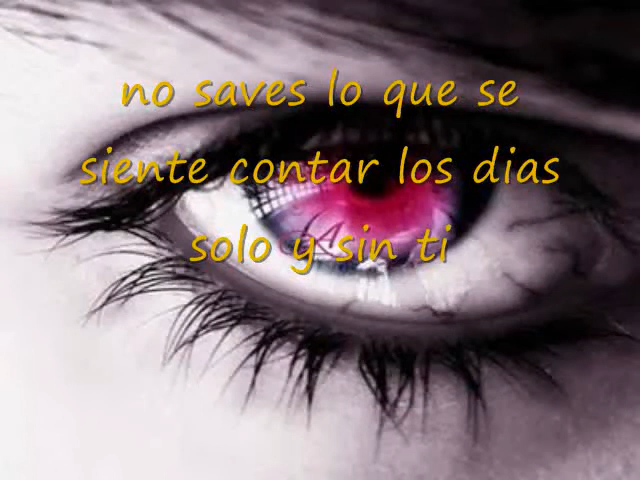 no saves lo que se
siente contar los dias
solo y sin ti